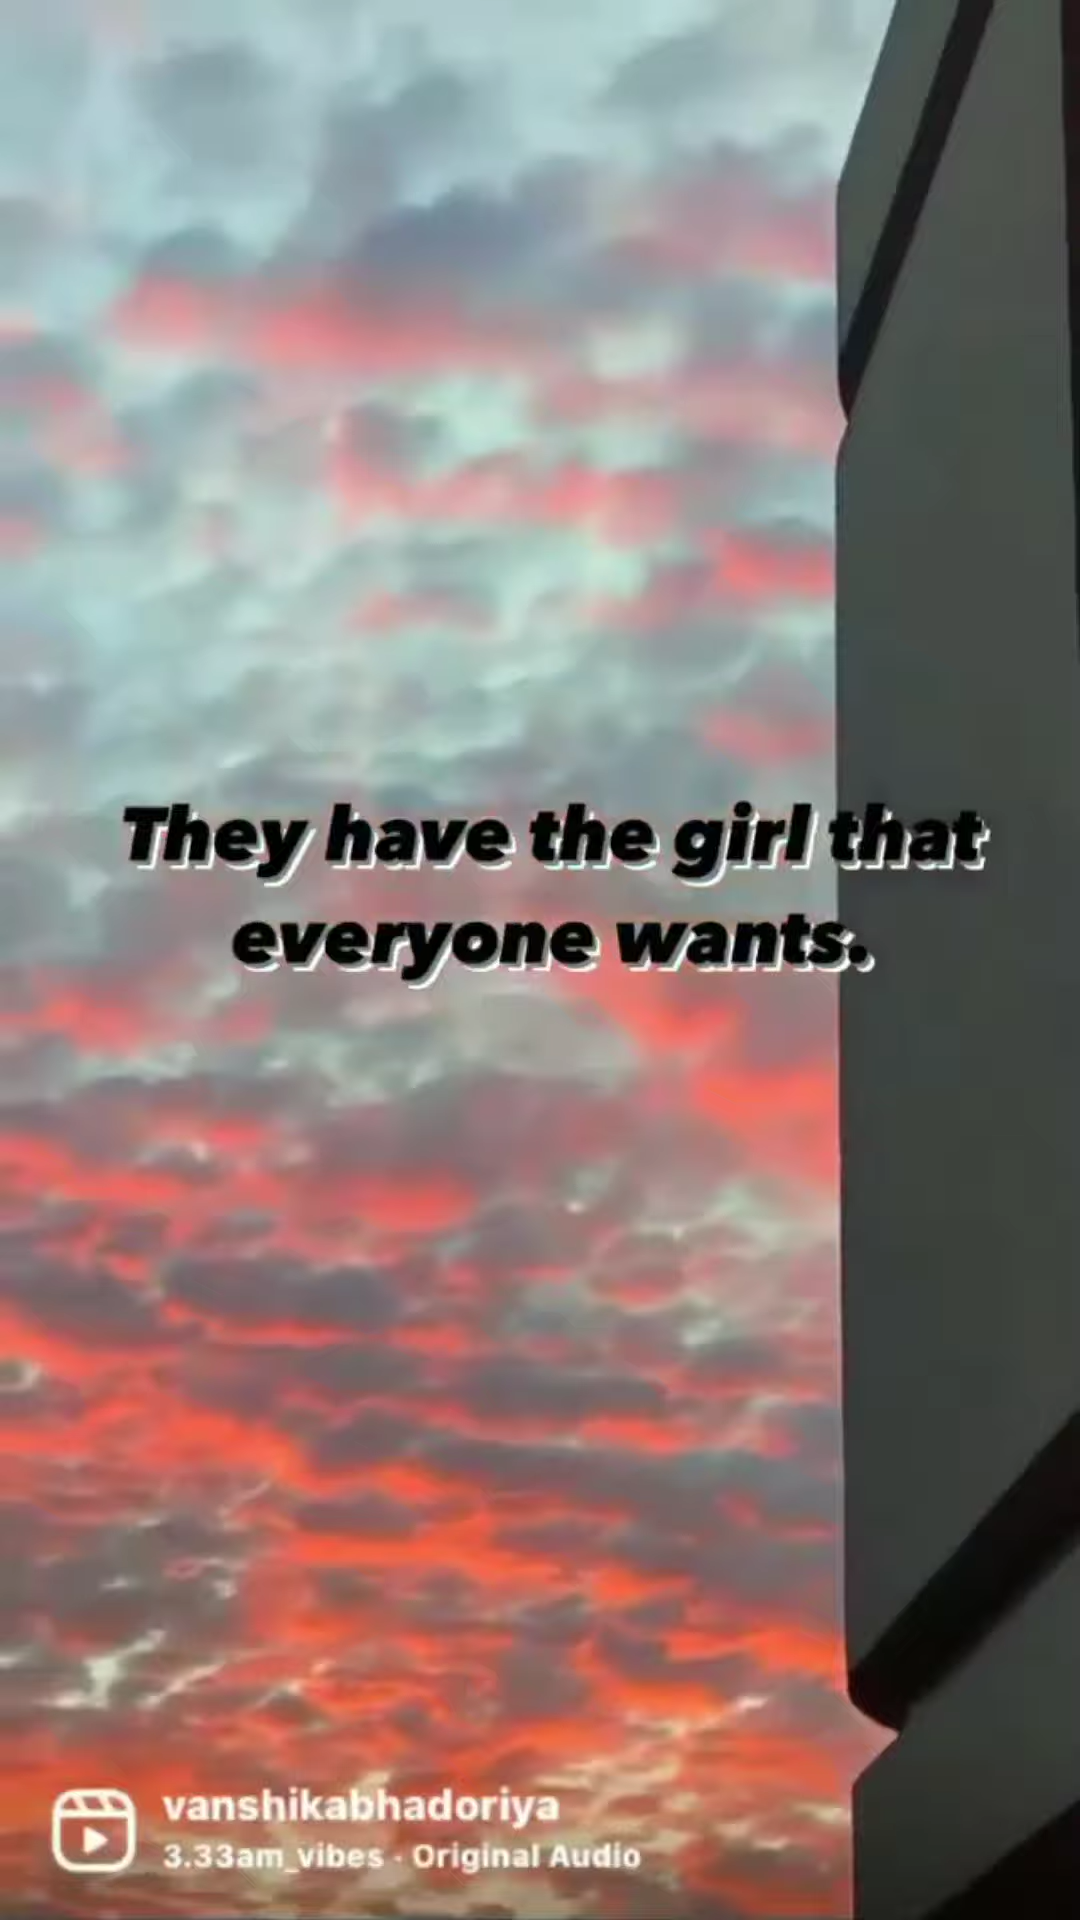 They have the girl that
everyone wants.
vanshikabhadoriya
3.33am_vibes · Original Audio